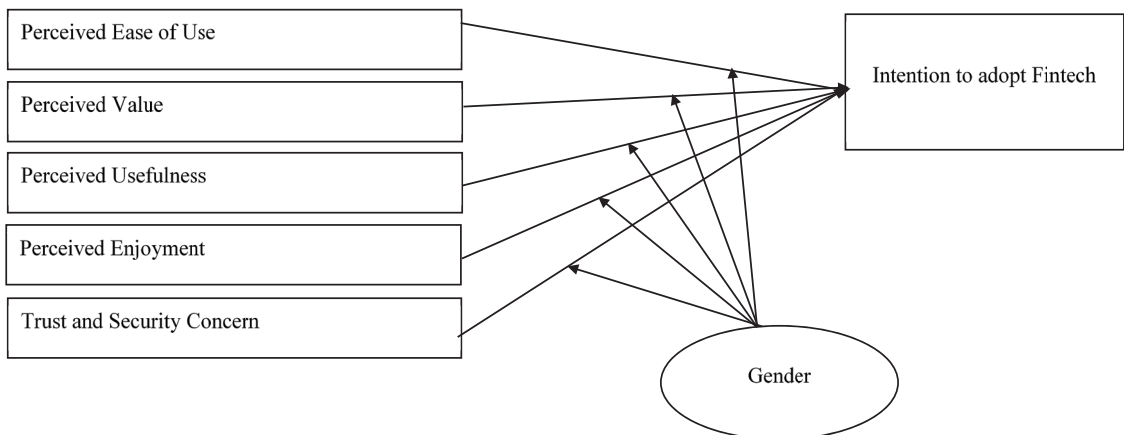 Perceived Ease of Use
Intention to adopt Fintech
Perceived Value
Perceived Usefulness
Perceived Enjoyment
Trust and Security Concern
Gender